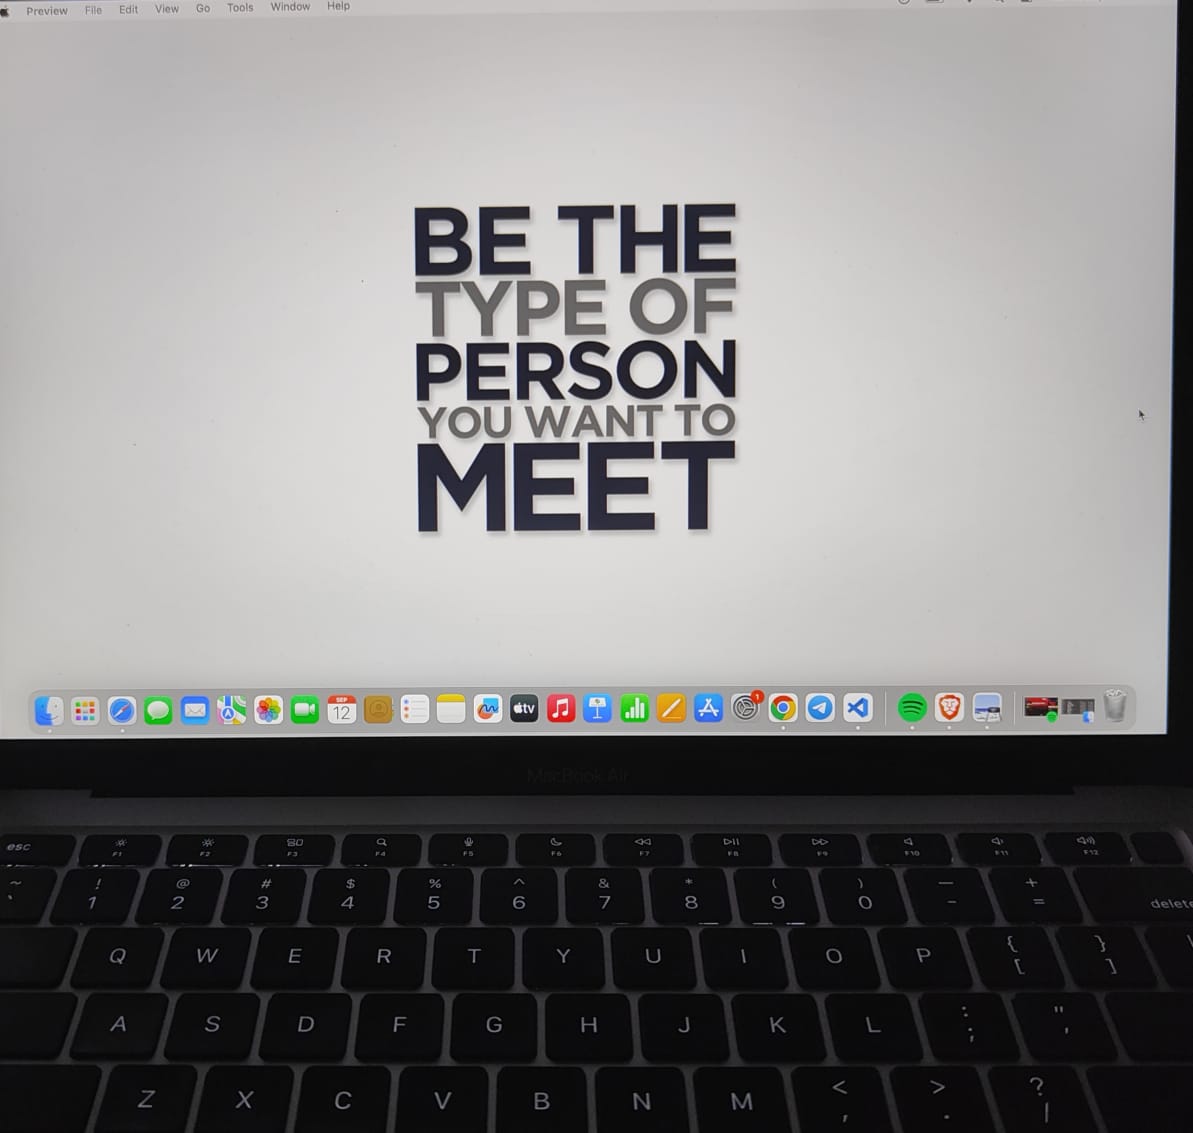 Preview File Edit View Go Tools Window Help
BE THE
TYPE OF
PERSON
YOU WANT TO
MEET
SEP
12
tv
1
MacBook Air
esc F1 F2 F3 F4 F5 F6 F7 F8 F9 F10 F11 F12
~ ! @ # $ % ^ & * ( ) — +
` 1 2 3 4 5 6 7 8 9 0 - = delete
Q W E R T Y U I O P { }
[ ]
A S D F G H J K L : "
; '
Z X C V B N M < > ?
, . /